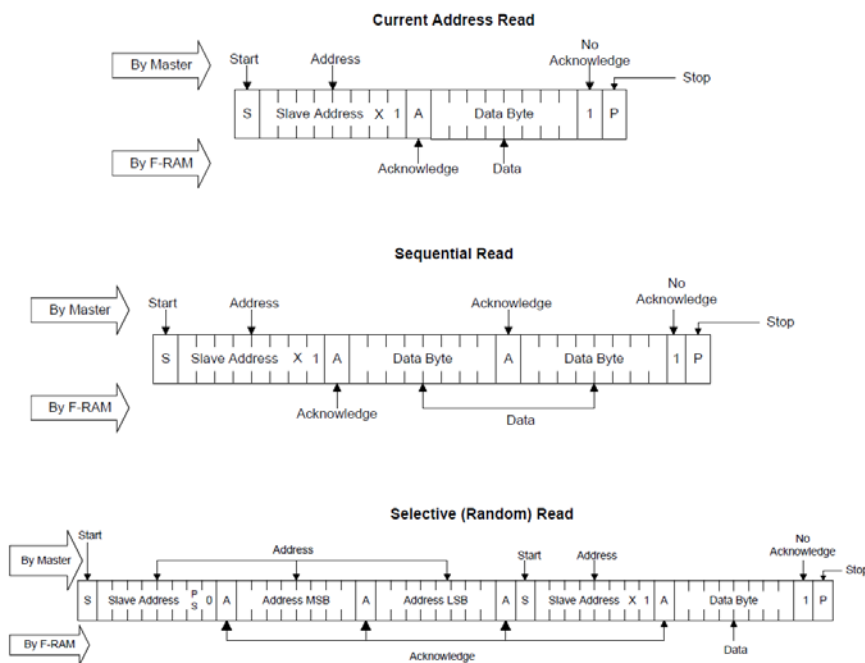 Current Address Read
By Master
Start
Address
No
Acknowledge
Stop
S Slave Address X 1 A Data Byte 1 P
By F-RAM
Acknowledge
Data
Sequential Read
By Master
Start
Address
Acknowledge
No
Acknowledge
Stop
S Slave Address X 1 A Data Byte A Data Byte 1 P
By F-RAM
Acknowledge
Data
Selective (Random) Read
Start
By Master
Address
Start
Address
No
Acknowledge
Stop
S Slave Address PS 0 A Address MSB A Address LSB A S Slave Address X 1 A Data Byte 1 P
By F-RAM
Acknowledge
Data